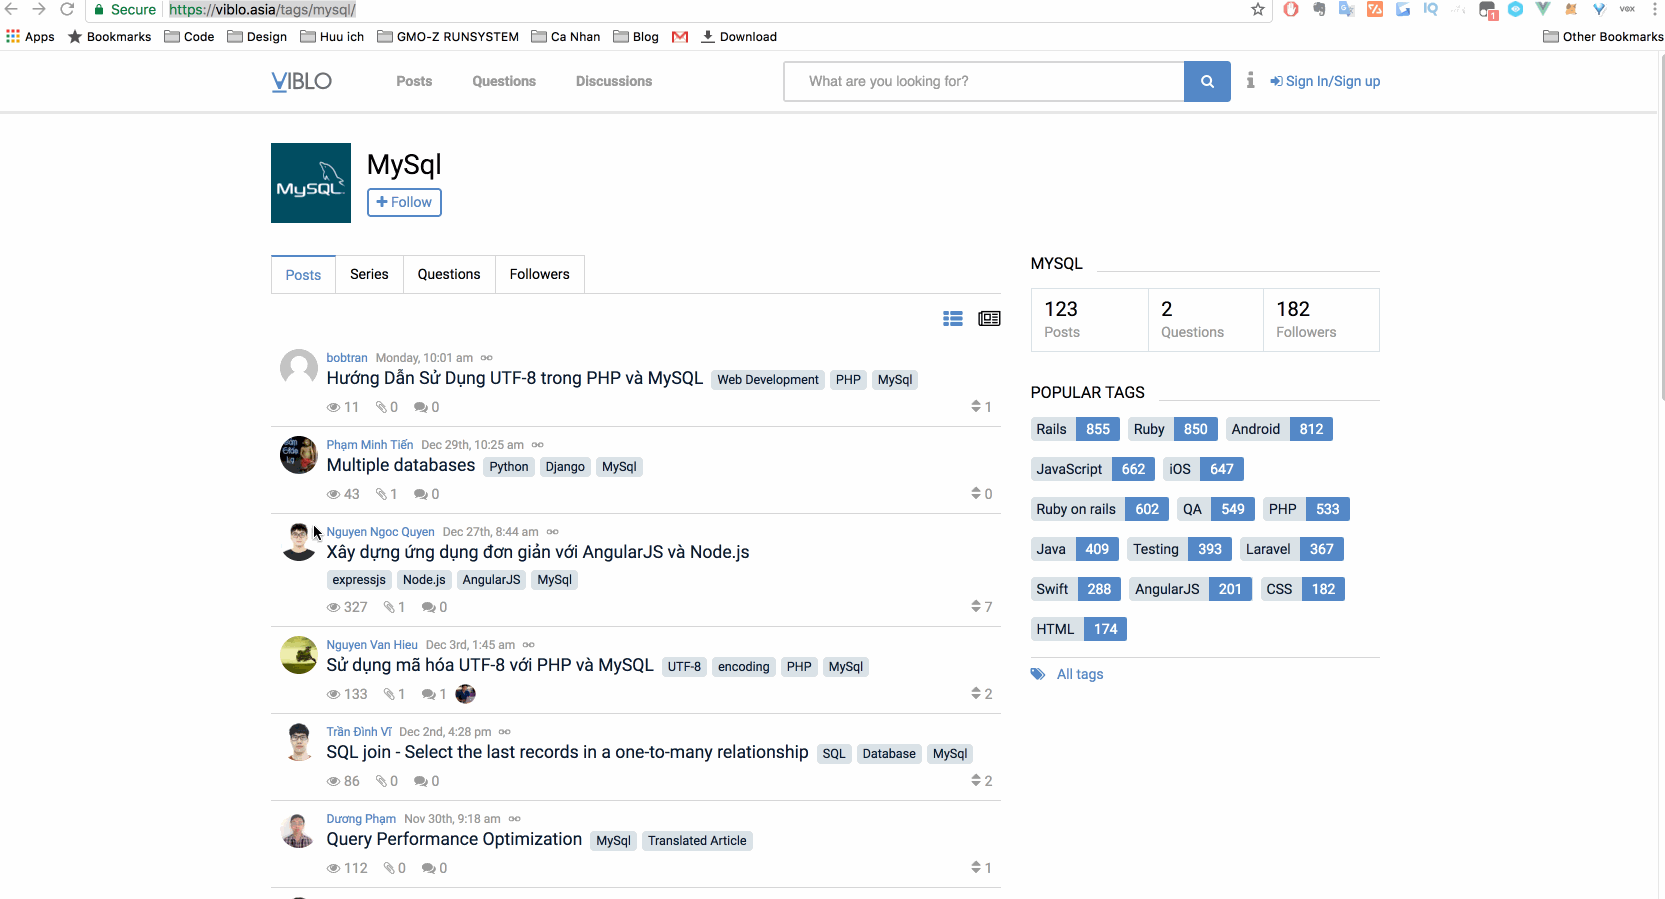 Secure https://viblo.asia/tags/mysql/
1
VOX
Apps Bookmarks Code Design Huu ich GMO-Z RUNSYSTEM Ca Nhan Blog Download Other Bookmarks
VIBLO Posts Questions Discussions What are you looking for? Sign In/Sign up
MySQL
MySql
Follow
Posts Series Questions Followers
bobtran Monday, 10:01 am
Hướng Dẫn Sử Dụng UTF-8 trong PHP và MySQL Web Development PHP MySql
11 0 0 1
Phạm Minh Tiến Dec 29th, 10:25 am
Multiple databases Python Django MySql
43 1 0 0
Nguyen Ngoc Quyen Dec 27th, 8:44 am
Xây dựng ứng dụng đơn giản với AngularJS và Node.js
expressjs Node.js AngularJS MySql
327 1 0 7
Nguyen Van Hieu Dec 3rd, 1:45 am
Sử dụng mã hóa UTF-8 với PHP và MySQL UTF-8 encoding PHP MySql
133 1 1 2
Trần Đình Vĩ Dec 2nd, 4:28 pm
SQL join - Select the last records in a one-to-many relationship SQL Database MySql
86 0 0 2
Dương Phạm Nov 30th, 9:18 am
Query Performance Optimization MySql Translated Article
112 0 0 1
MYSQL
123 2 182
Posts Questions Followers
POPULAR TAGS
Rails 855 Ruby 850 Android 812
JavaScript 662 iOS 647
Ruby on rails 602 QA 549 PHP 533
Java 409 Testing 393 Laravel 367
Swift 288 AngularJS 201 CSS 182
HTML 174
All tags